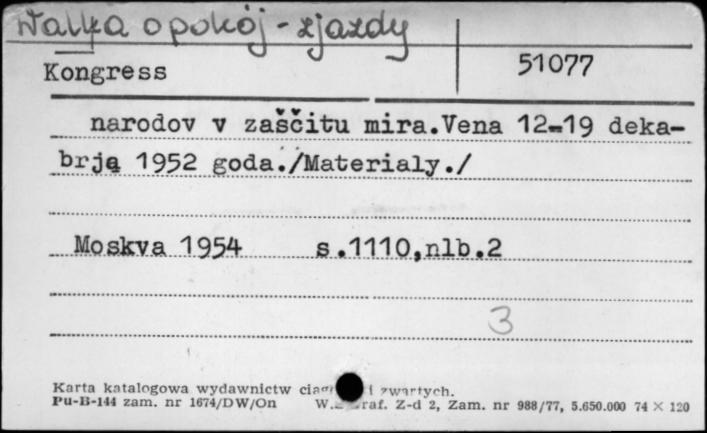 Walka o pokój - zjazdy
Kongress 51077
narodov v zaščitu mira.Vena 12-19 deka-
brją 1952 goda./Materialy./
Moskva 1954 s.1110,nlb.2
3
Karta katalogowa wydawnictw i zwartych.
Pu-B-144 zam. nr 1674/DW/On Z-d 2, Zam. nr 988/77, 5.650.000 74 × 120